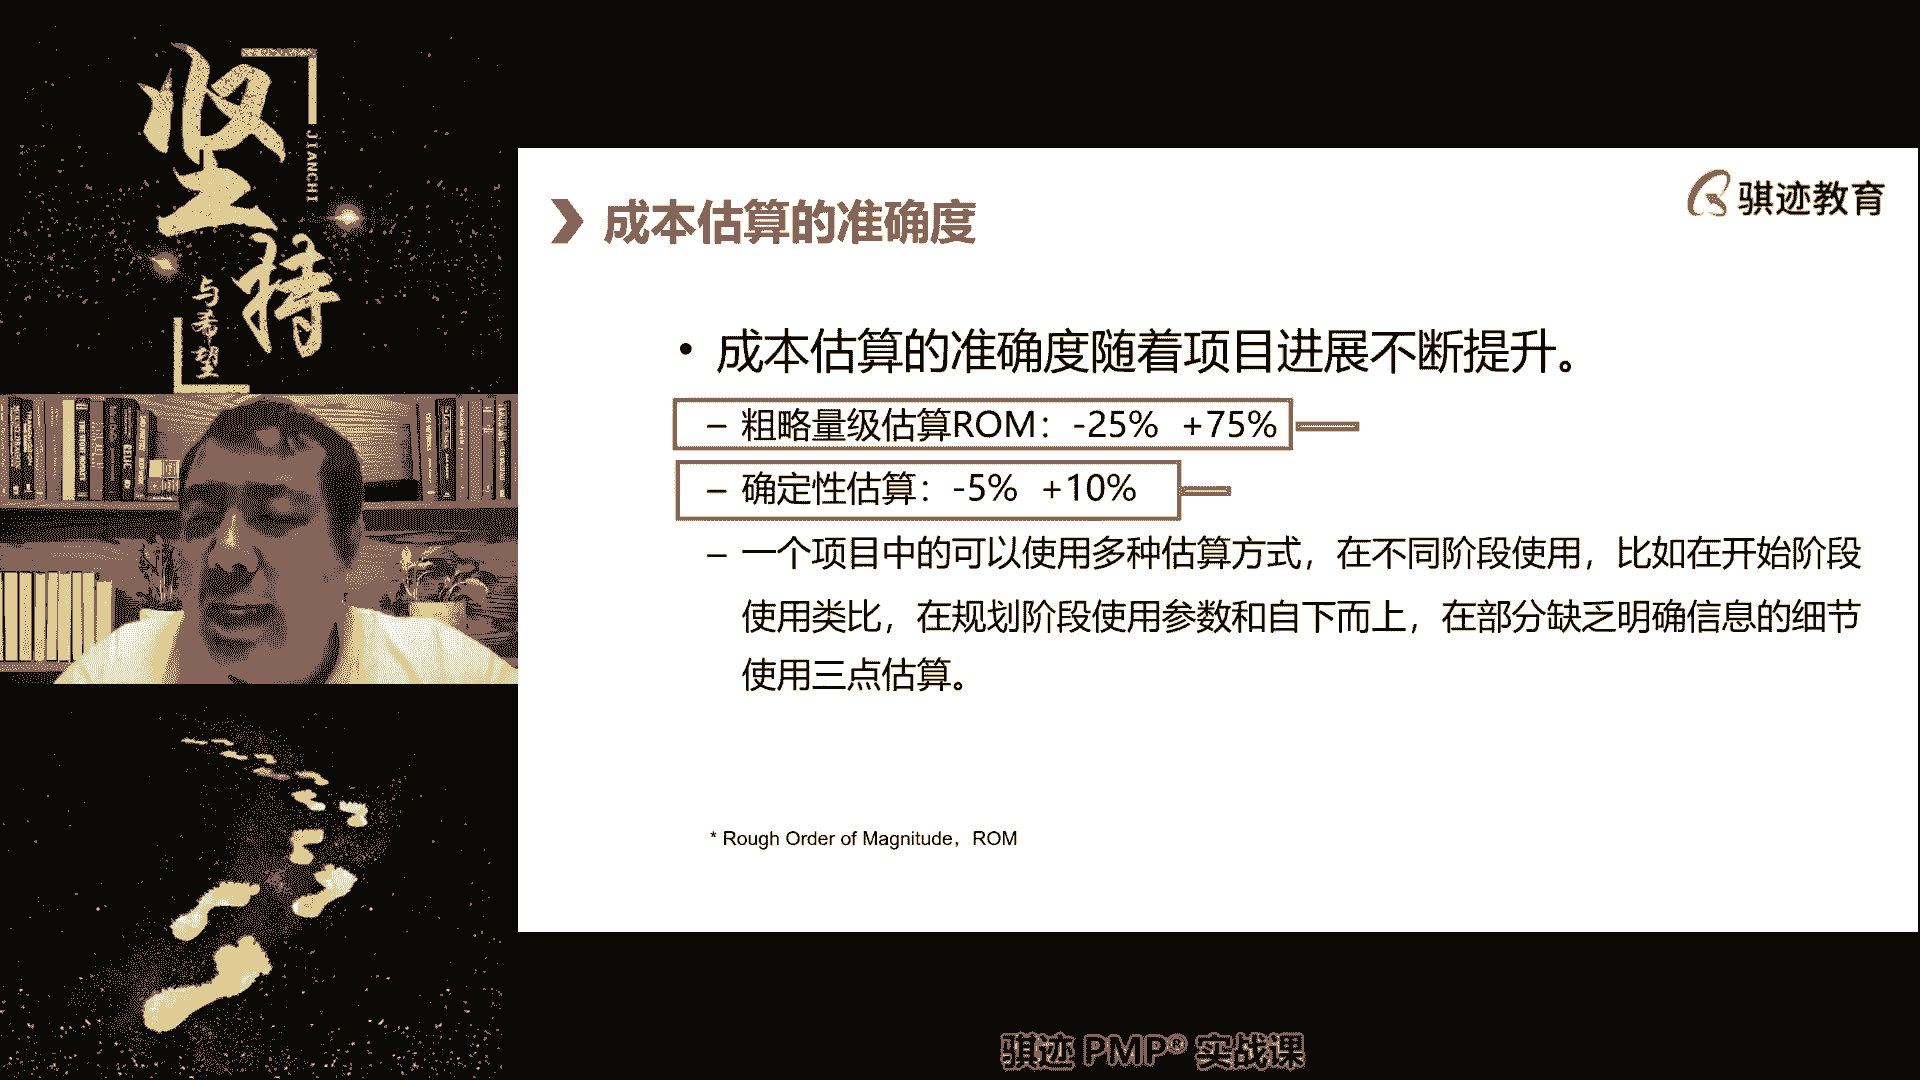 坚持
JIANCHI
与希望
骐迹教育
成本估算的准确度
• 成本估算的准确度随着项目进展不断提升。
– 粗略量级估算ROM：-25% +75%
– 确定性估算：-5% +10%
– 一个项目中的可以使用多种估算方式，在不同阶段使用，比如在开始阶段
使用类比，在规划阶段使用参数和自下而上，在部分缺乏明确信息的细节
使用三点估算。
* Rough Order of Magnitude，ROM
骐迹 PMP® 实战课